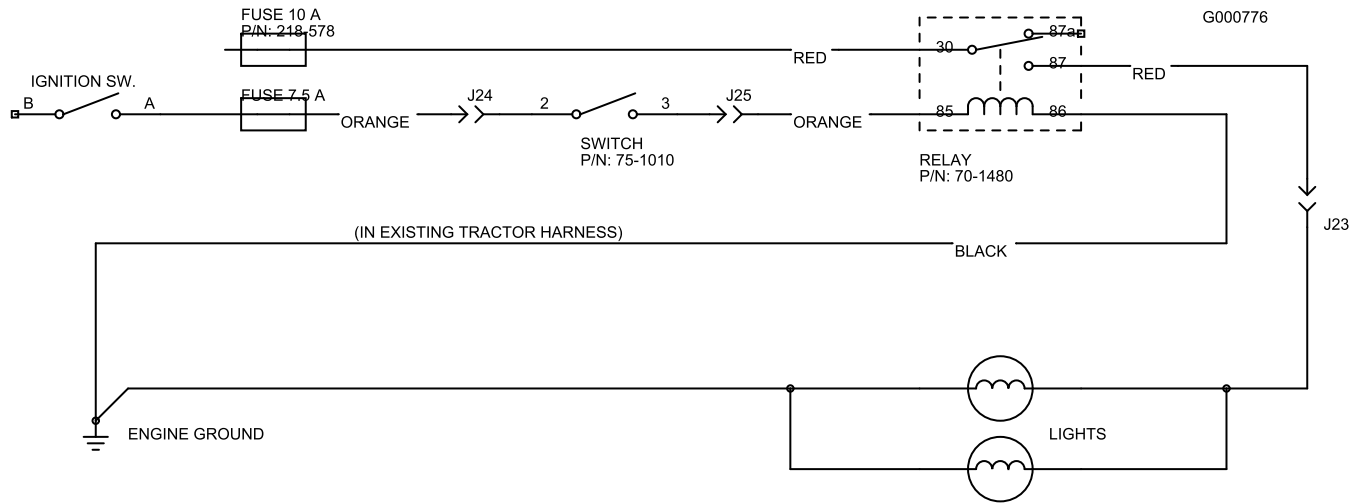 FUSE 10 A
P/N: 218-578
G000776
87a
30
RED
87
RED
IGNITION SW.
B
A
FUSE 7.5 A
J24
2
3
J25
ORANGE
ORANGE
85
86
SWITCH
P/N: 75-1010
RELAY
P/N: 70-1480
J23
(IN EXISTING TRACTOR HARNESS)
BLACK
ENGINE GROUND
LIGHTS